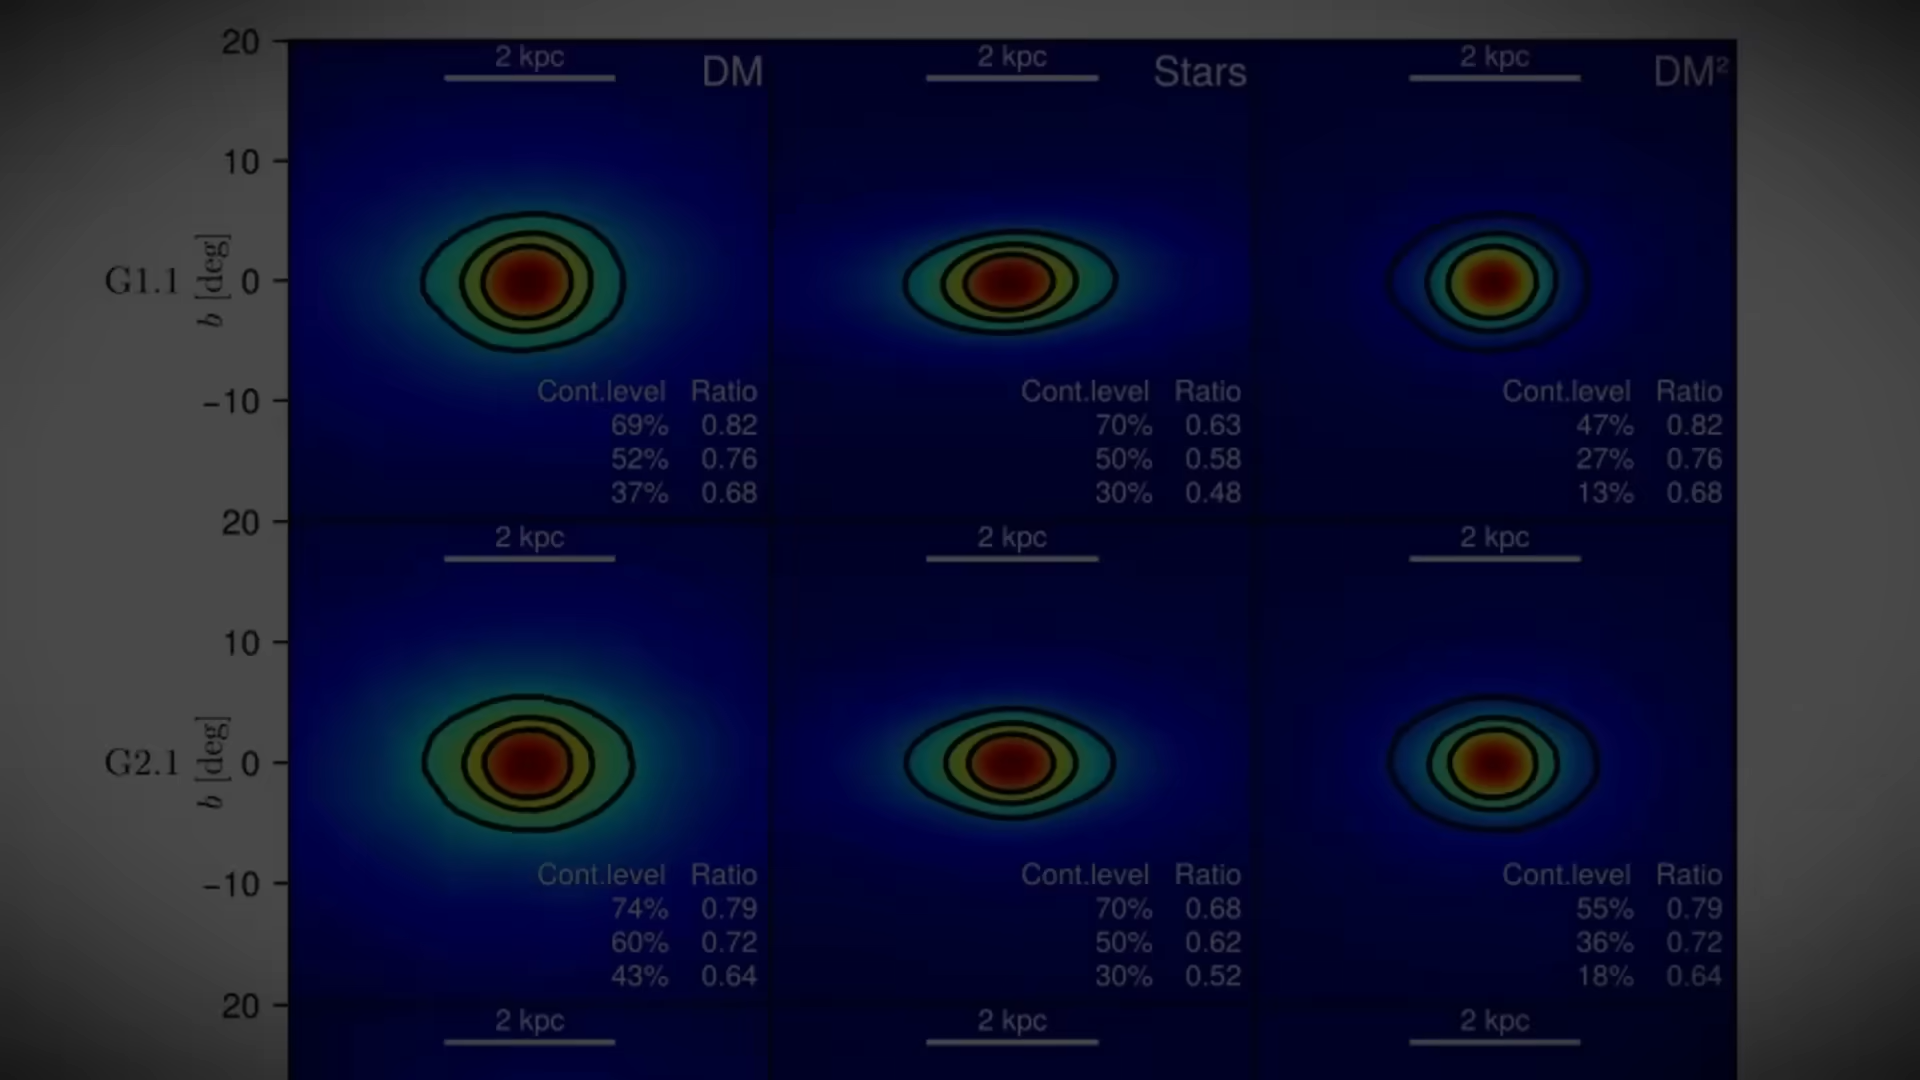 20
2 kpc DM 2 kpc Stars 2 kpc DM²
10
G1.1 b [deg] 0
−10
Cont.level Ratio Cont.level Ratio Cont.level Ratio
69% 0.82 70% 0.63 47% 0.82
52% 0.76 50% 0.58 27% 0.76
37% 0.68 30% 0.48 13% 0.68
20
2 kpc 2 kpc 2 kpc
10
G2.1 b [deg] 0
−10
Cont.level Ratio Cont.level Ratio Cont.level Ratio
74% 0.79 70% 0.68 55% 0.79
60% 0.72 50% 0.62 36% 0.72
43% 0.64 30% 0.52 18% 0.64
20
2 kpc 2 kpc 2 kpc